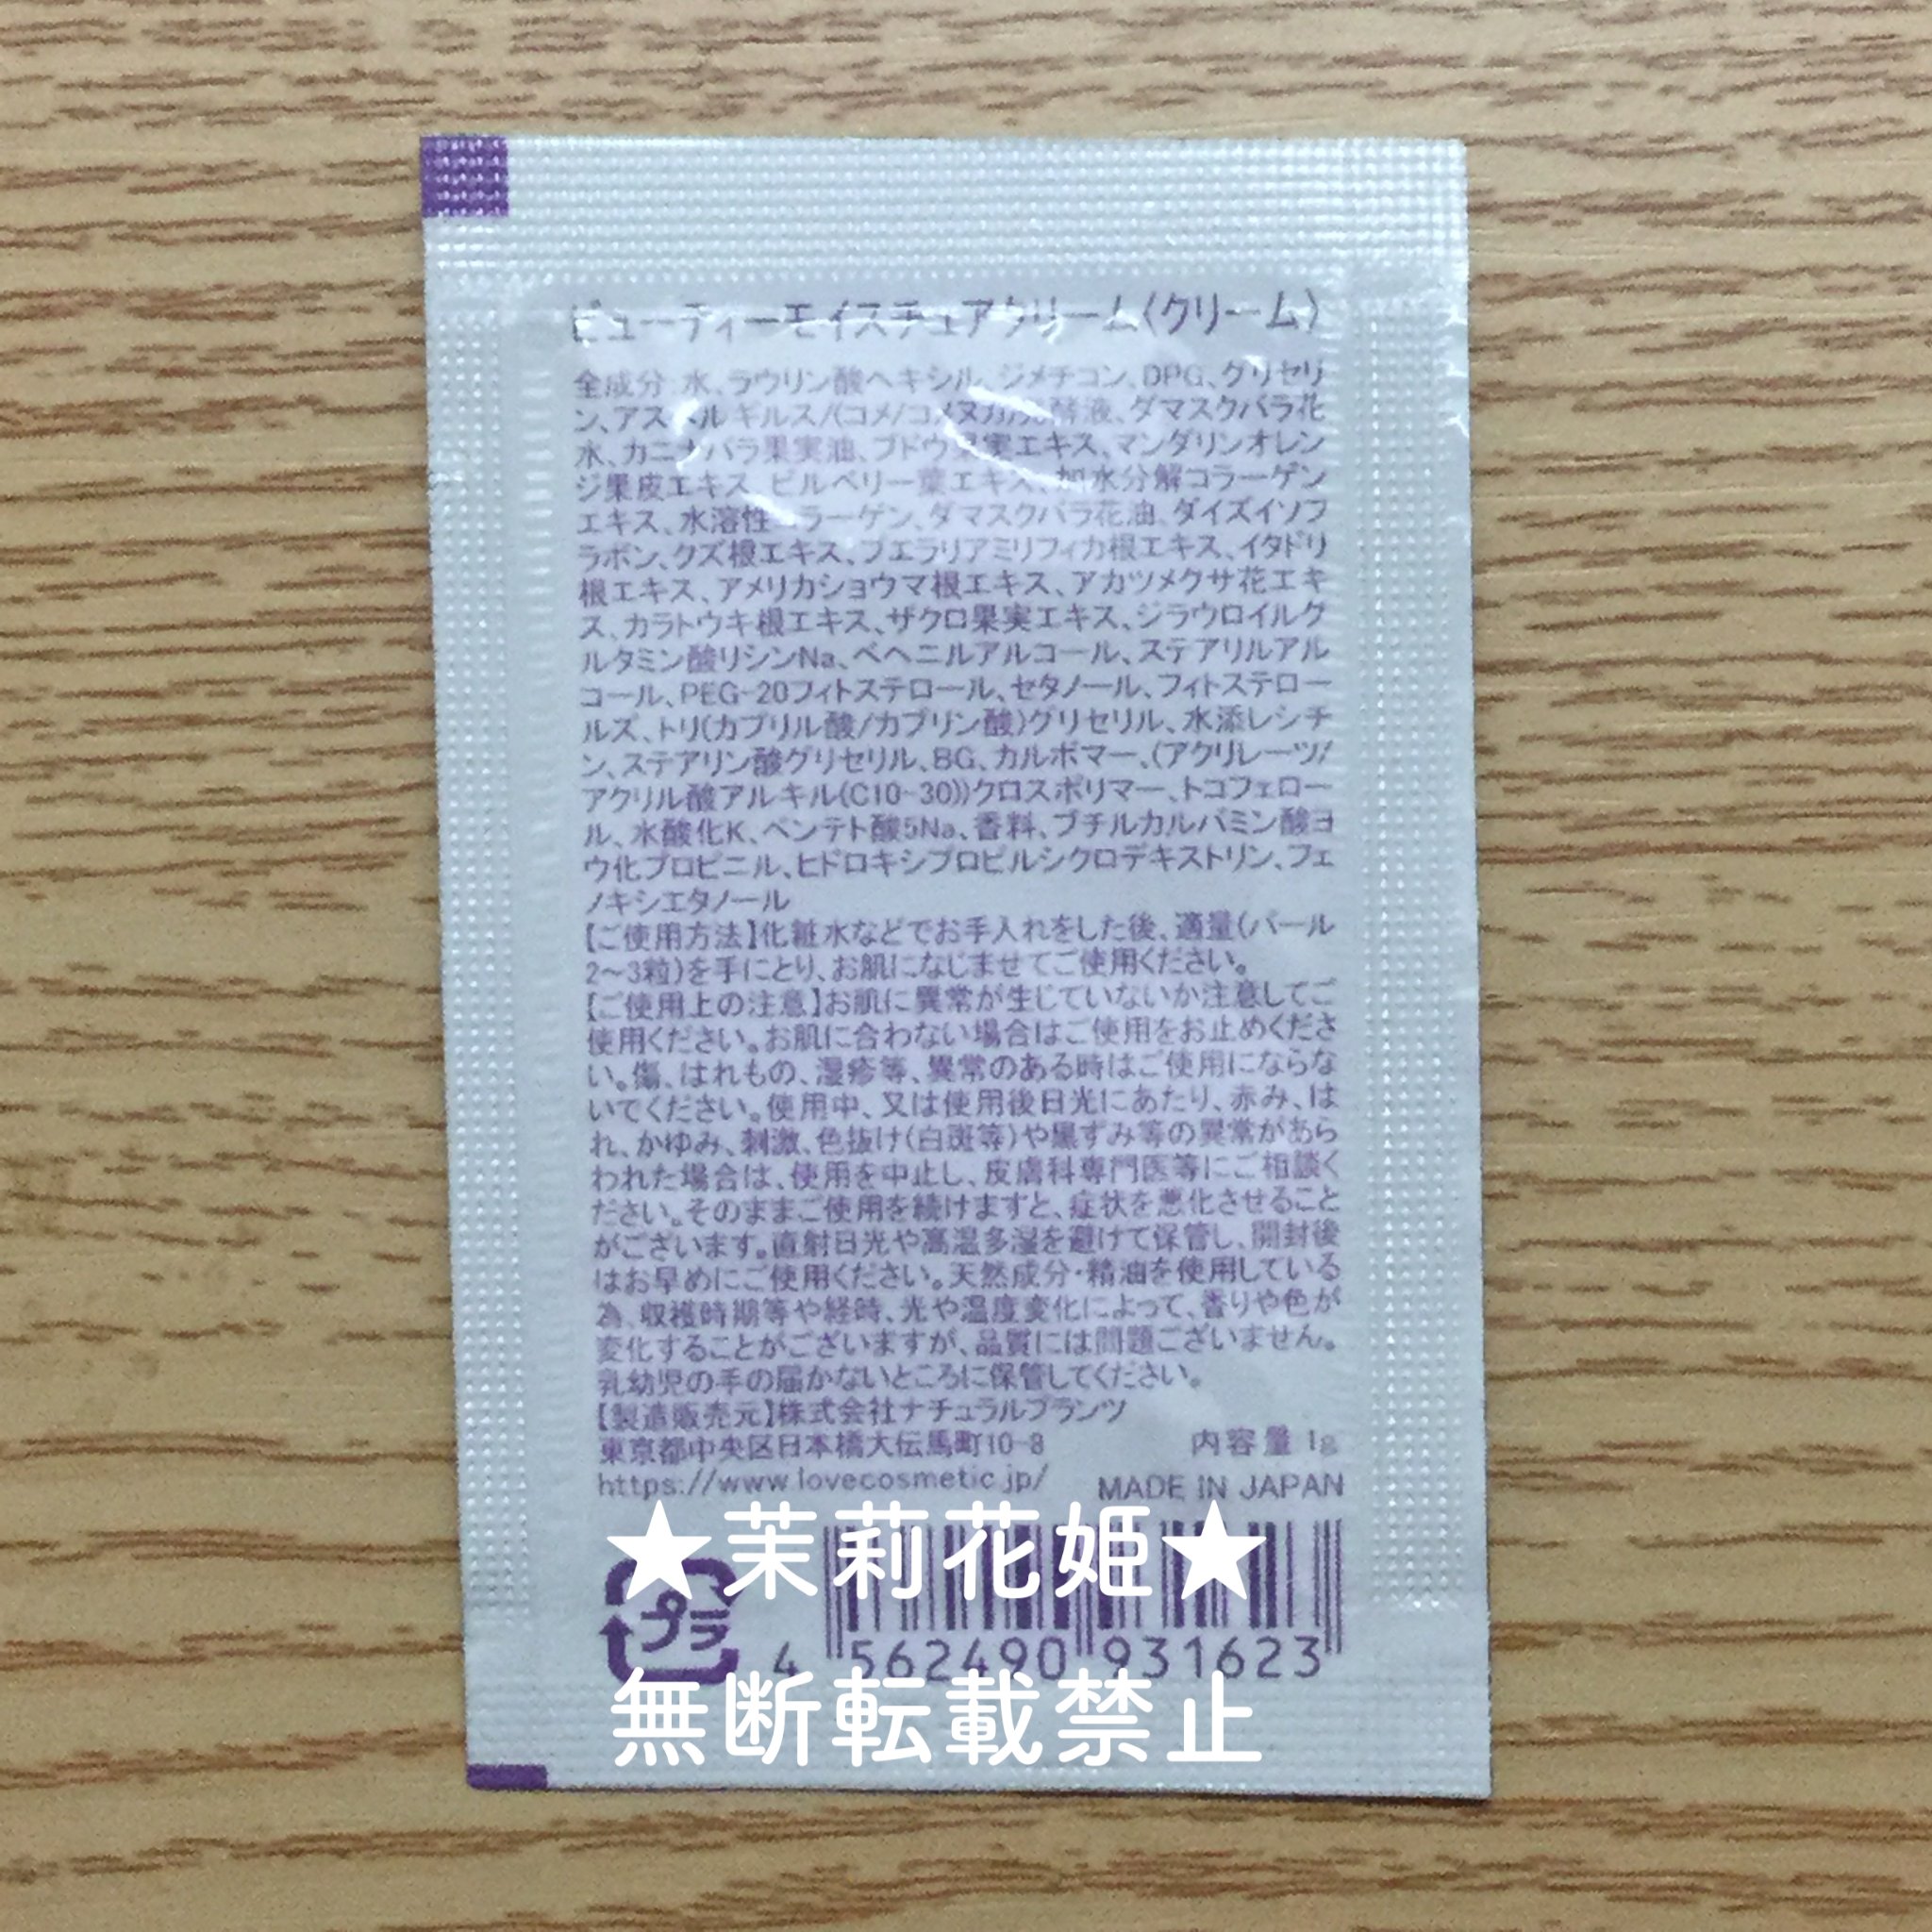 ビューティーモイスチュアクリーム〈クリーム〉
全成分:水、ラウリン酸ヘキシル、ジメチコン、DPG、グリセリ
ン、アスペルギルス/(コメ/コメヌカ)発酵液、ダマスクバラ花
水、カニナバラ果実油、ブドウ果実エキス、マンダリンオレン
ジ果皮エキス、ビルベリー葉エキス、加水分解コラーゲン
エキス、水溶性コラーゲン、ダマスクバラ花油、ダイズイソフ
ラボン、クズ根エキス、プエラリアミリフィカ根エキス、イタドリ
根エキス、アメリカショウマ根エキス、アカツメクサ花エキ
ス、カラトウキ根エキス、ザクロ果実エキス、ジラウロイルグ
ルタミン酸リシンNa、ベヘニルアルコール、ステアリルアル
コール、PEG-20フィトステロール、セタノール、フィトステロー
ルズ、トリ(カプリル酸/カプリン酸)グリセリル、水添レシチ
ン、ステアリン酸グリセリル、BG、カルボマー、(アクリレーツ/
アクリル酸アルキル(C10-30))クロスポリマー、トコフェロー
ル、水酸化K、ペンテト酸5Na、香料、ブチルカルバミン酸ヨ
ウ化プロピニル、ヒドロキシプロピルシクロデキストリン、フェ
ノキシエタノール
【ご使用方法】化粧水などでお手入れをした後、適量(パール
2~3粒)を手にとり、お肌になじませてご使用ください。
【ご使用上の注意】お肌に異常が生じていないか注意してご
使用ください。お肌に合わない場合はご使用をお止めくださ
い。傷、はれもの、湿疹等、異常のある時はご使用にならな
いでください。使用中、又は使用後日光にあたり、赤み、は
れ、かゆみ、刺激、色抜け(白斑等)や黒ずみ等の異常があら
われた場合は、使用を中止し、皮膚科専門医等にご相談く
ださい。そのままご使用を続けますと、症状を悪化させること
がございます。直射日光や高温多湿を避けて保管し、開封後
はお早めにご使用ください。天然成分・精油を使用している
為、収穫時期等や経時、光や温度変化によって、香りや色が
変化することがございますが、品質には問題ございません。
乳幼児の手の届かないところに保管してください。
【製造販売元】株式会社ナチュラルプランツ
東京都中央区日本橋大伝馬町10-8 内容量 1g
https://www.lovecosmetic.jp/ MADE IN JAPAN
★茉莉花姫★
プラ
4 562490 931623
無断転載禁止